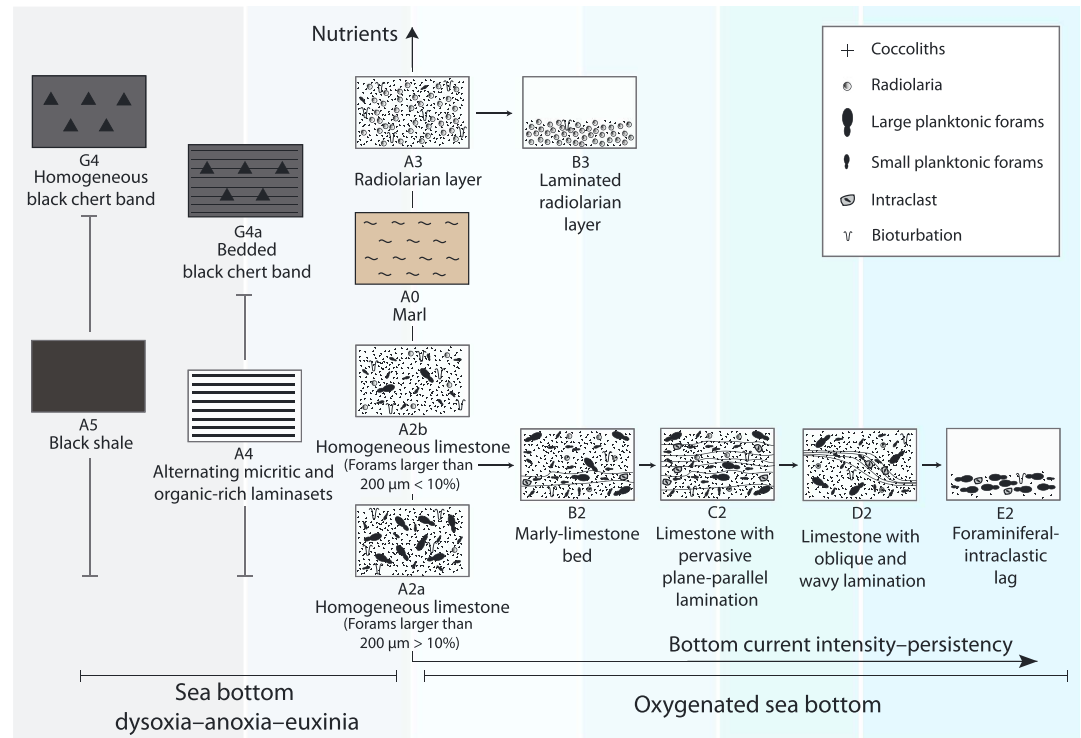 Nutrients
G4
Homogeneous
black chert band
G4a
Bedded
black chert band
A5
Black shale
A4
Alternating micritic and
organic-rich laminasets
A3
Radiolarian layer
B3
Laminated
radiolarian
layer
A0
Marl
A2b
Homogeneous limestone
(Forams larger than
200 μm < 10%)
A2a
Homogeneous limestone
(Forams larger than
200 μm > 10%)
B2
Marly-limestone
bed
C2
Limestone with
pervasive
plane-parallel
lamination
D2
Limestone with
oblique and
wavy lamination
E2
Foraminiferal-
intraclastic
lag
Coccoliths
Radiolaria
Large planktonic forams
Small planktonic forams
Intraclast
Bioturbation
Bottom current intensity–persistency
Sea bottom
dysoxia–anoxia–euxinia
Oxygenated sea bottom